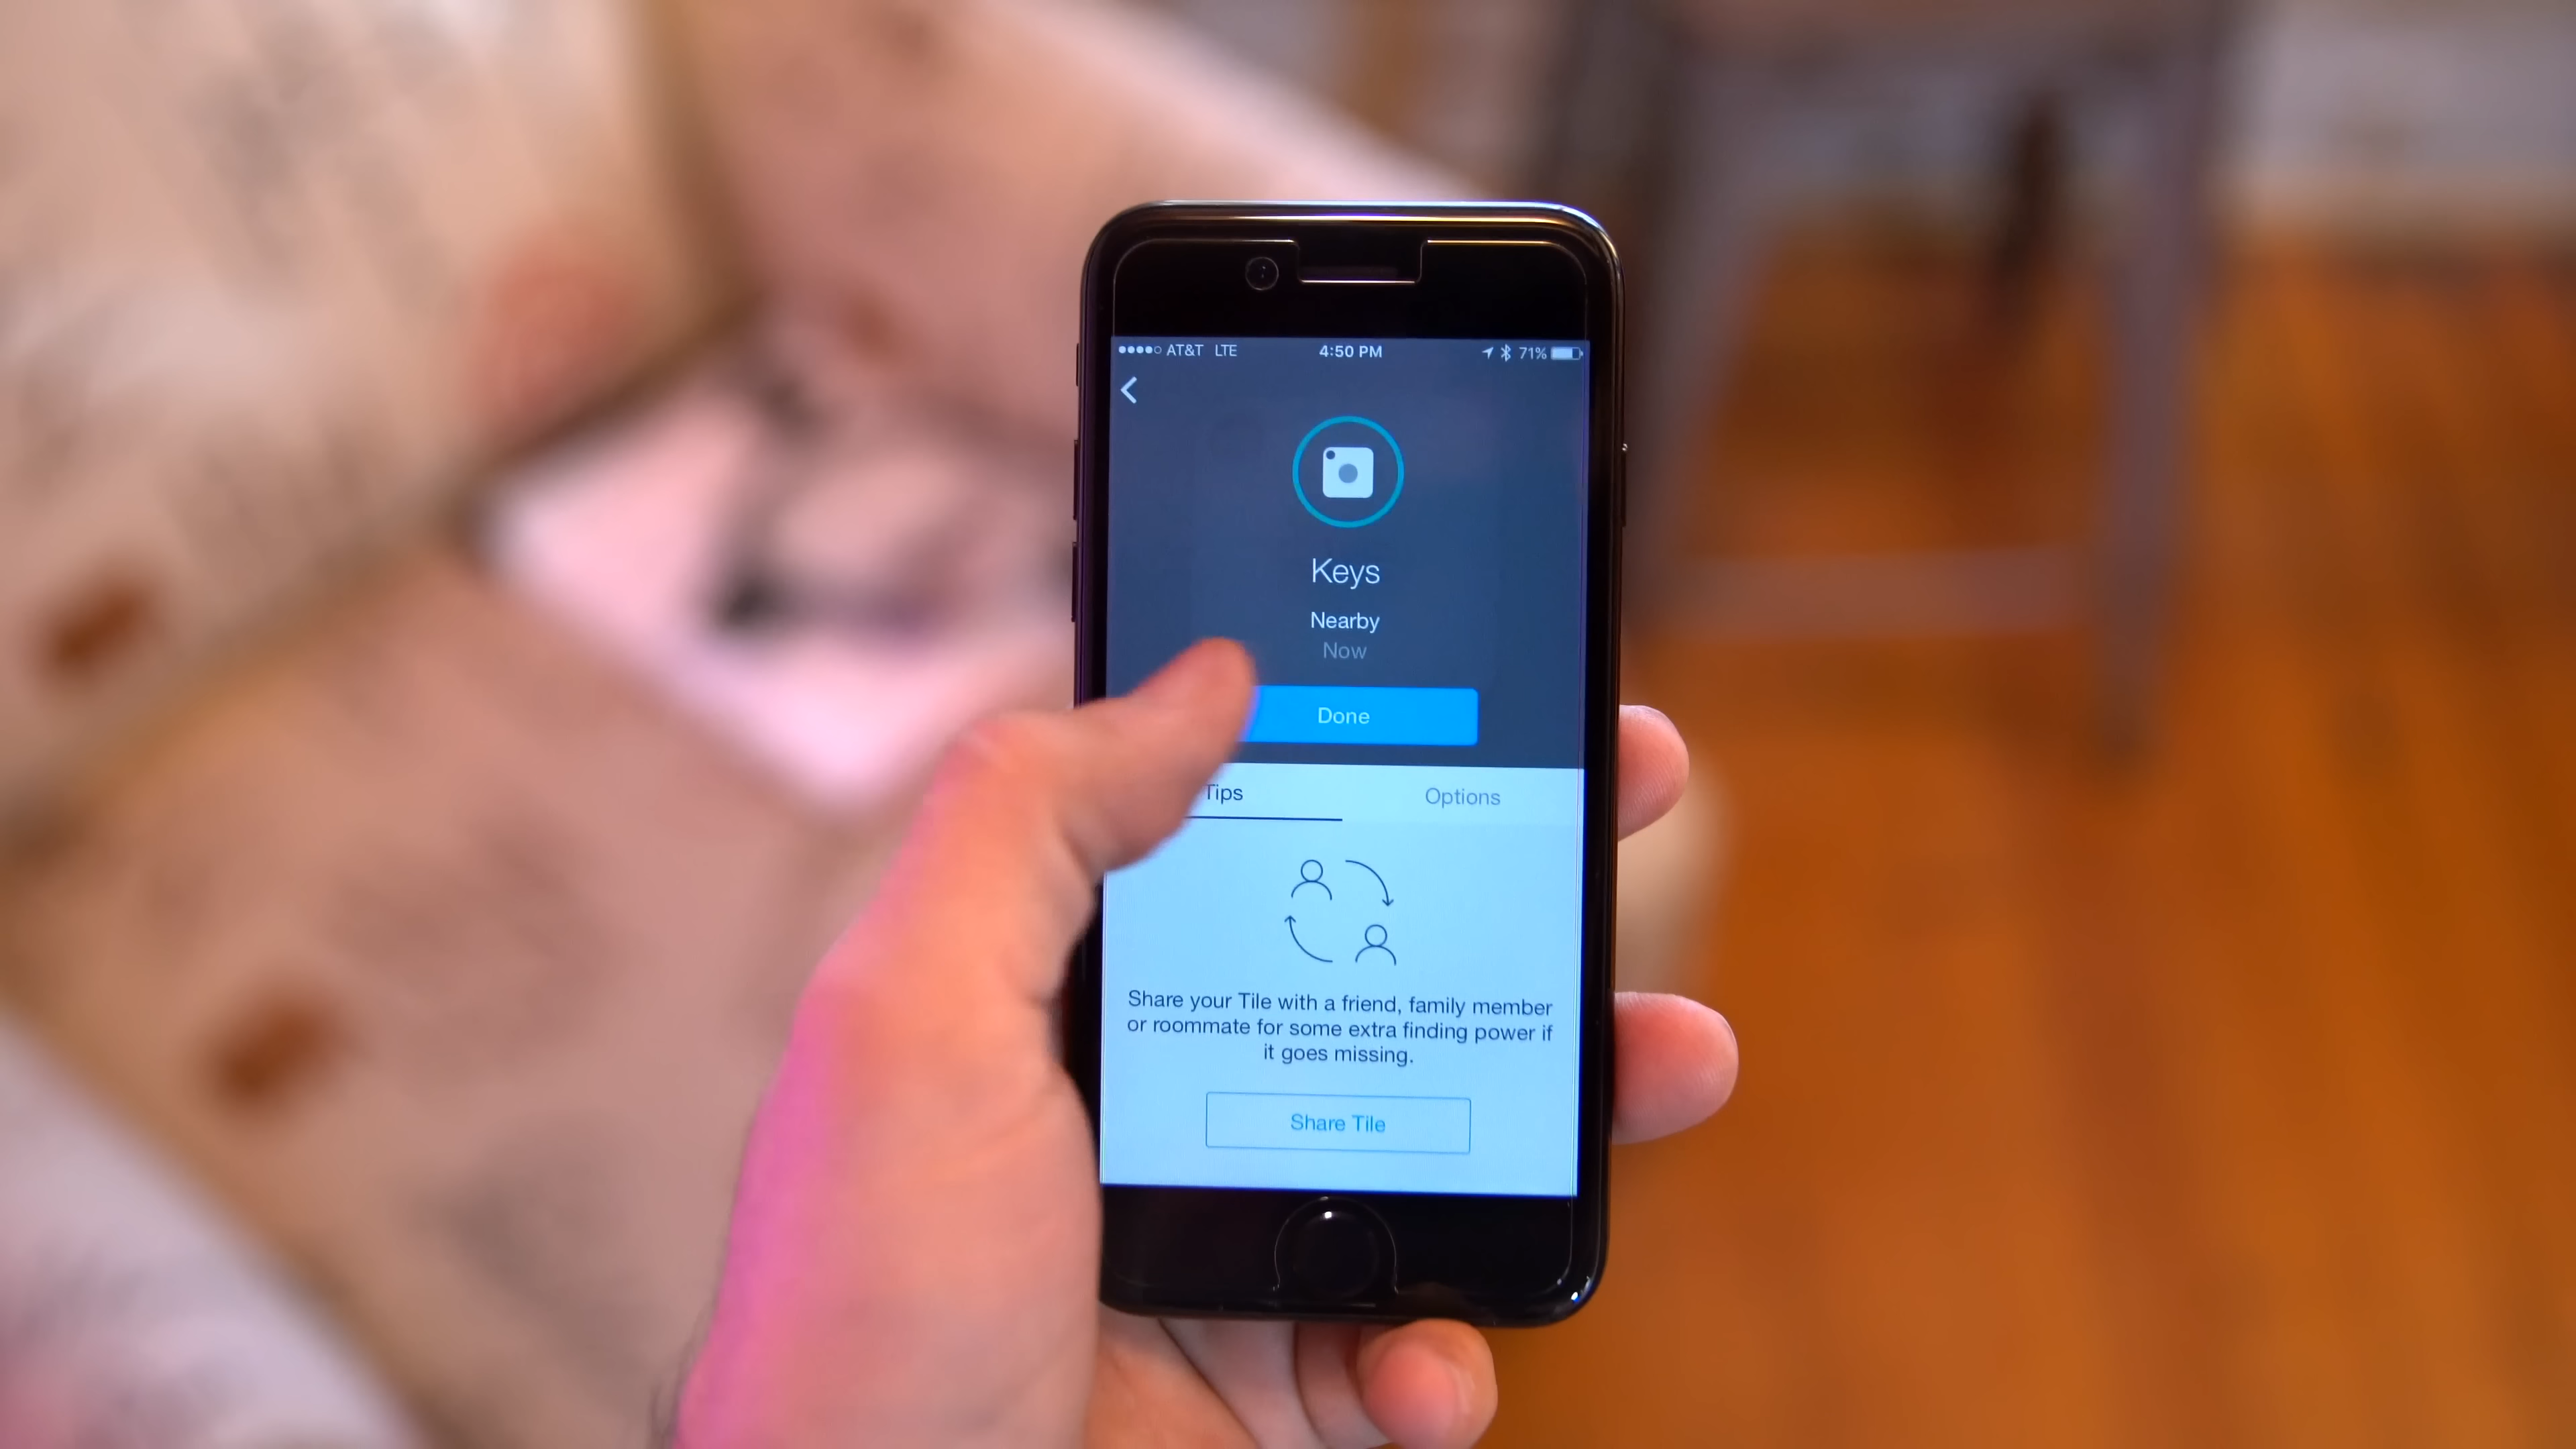 AT&T LTE 4:50 PM 71%
Keys
Nearby
Now
Done
Tips Options
Share your Tile with a friend, family member
or roommate for some extra finding power if
it goes missing.
Share Tile